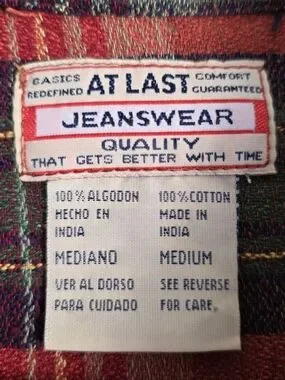 BASICS REDEFINED
AT LAST
COMFORT GUARANTEED
JEANSWEAR
QUALITY
THAT GETS BETTER WITH TIME
100% ALGODON
HECHO EN
INDIA
MEDIANO
VER AL DORSO
PARA CUIDADO
100% COTTON
MADE IN
INDIA
MEDIUM
SEE REVERSE
FOR CARE.